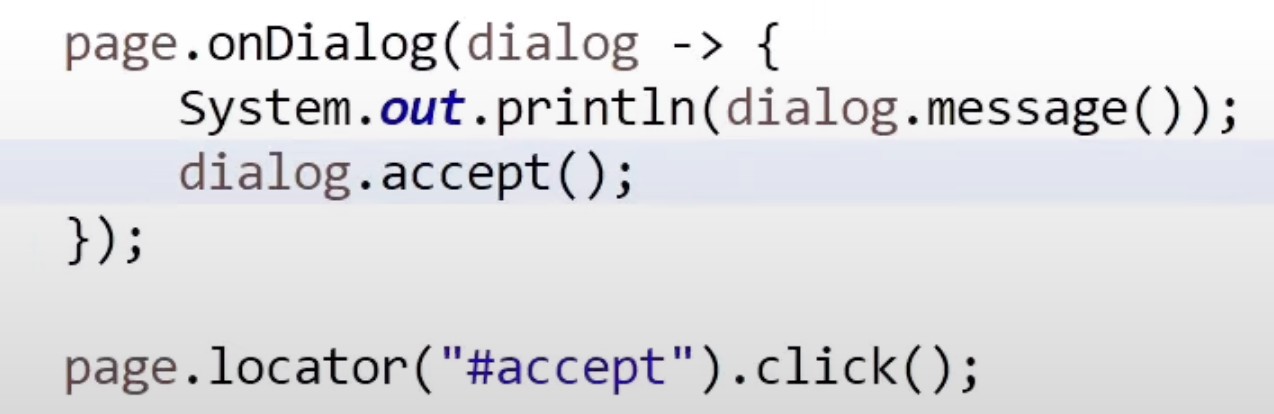 page.onDialog(dialog -> {
    System.out.println(dialog.message());
    dialog.accept();
});
page.locator("#accept").click();